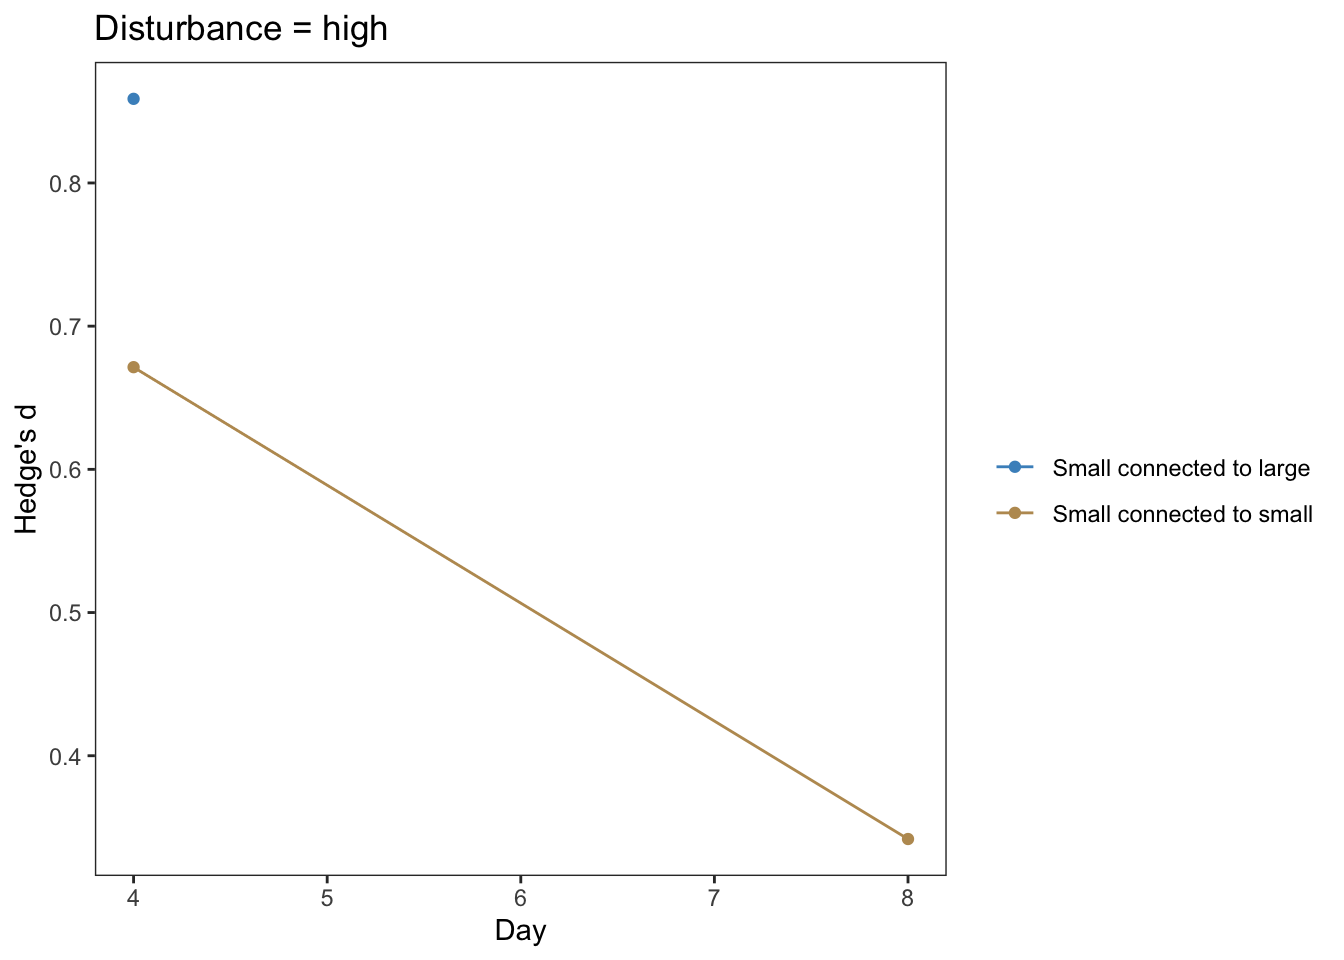 Disturbance = high
0.8
0.7
0.6
0.5
0.4
Hedge's d
4 5 6 7 8
Day
Small connected to large
Small connected to small